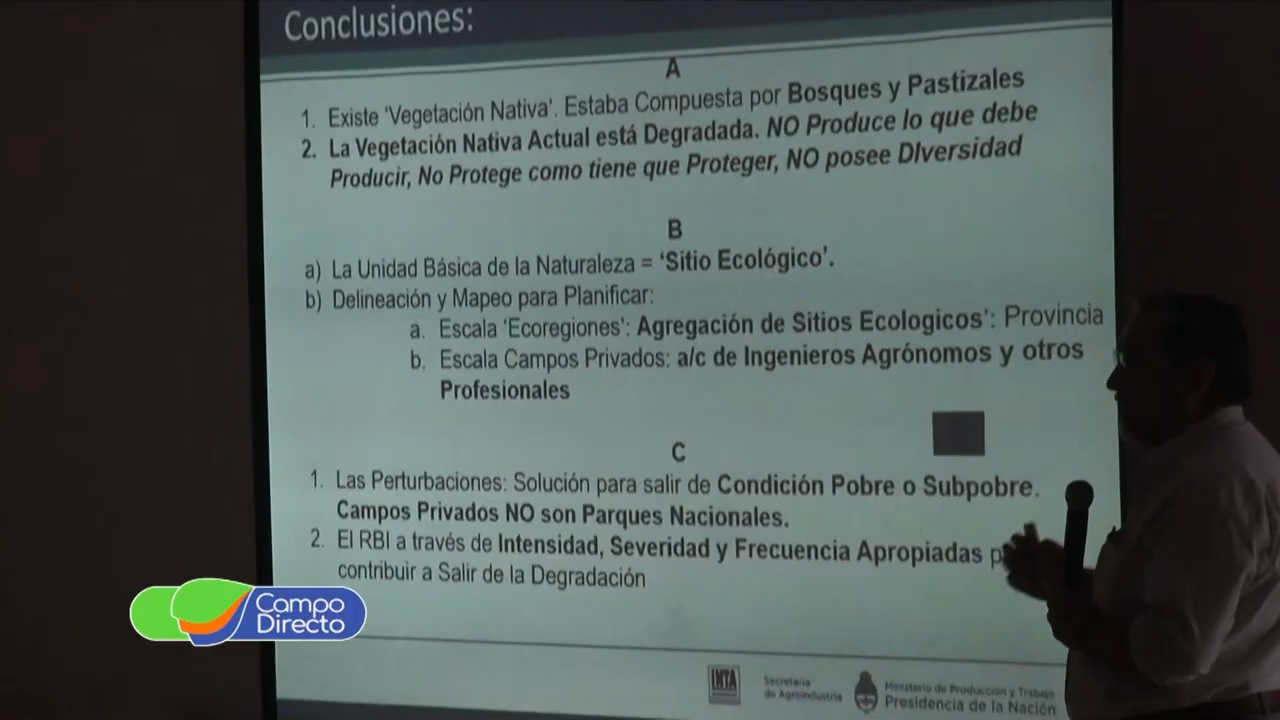 Conclusiones:
A
1. Existe 'Vegetación Nativa'. Estaba Compuesta por Bosques y Pastizales
2. La Vegetación Nativa Actual está Degradada. NO Produce lo que debe
Producir, No Protege como tiene que Proteger, NO posee DIversidad
B
a) La Unidad Básica de la Naturaleza = 'Sitio Ecológico'.
b) Delineación y Mapeo para Planificar:
a. Escala 'Ecoregiones': Agregación de Sitios Ecologicos': Provincia
b. Escala Campos Privados: a/c de Ingenieros Agrónomos y otros
Profesionales
C
1. Las Perturbaciones: Solución para salir de Condición Pobre o Subpobre.
Campos Privados NO son Parques Nacionales.
2. El RBI a través de Intensidad, Severidad y Frecuencia Apropiadas
contribuir a Salir de la Degradación
Campo
Directo
INTA
Secretaría
de Agroindustria
Ministerio de Producción y Trabajo
Presidencia de la Nación